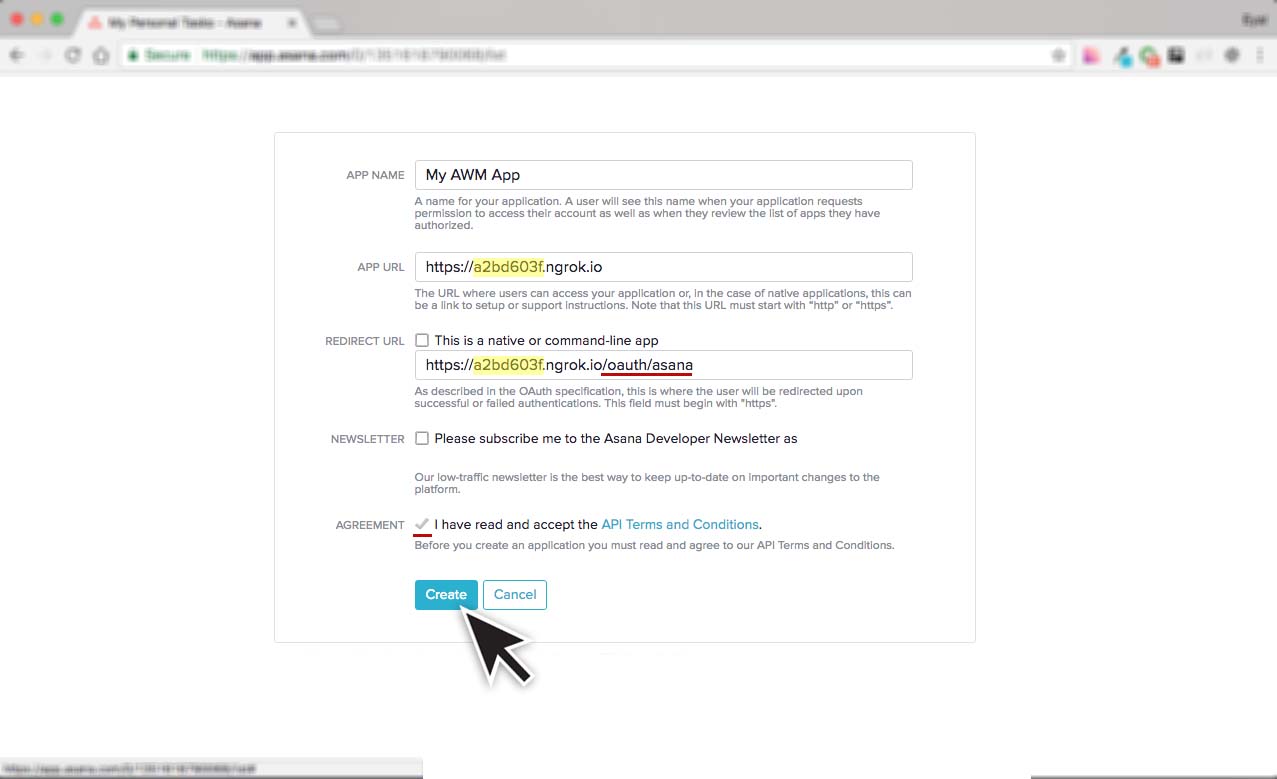 My Personal Tasks - Asana
Secure https://app.asana.com/0/
APP NAME My AWM App
A name for your application. A user will see this name when your application requests
permission to access their account as well as when they review the list of apps they have
authorized.
APP URL https://a2bd603f.ngrok.io
The URL where users can access your application or, in the case of native applications, this can
be a link to setup or support instructions. Note that this URL must start with “http” or “https”.
REDIRECT URL This is a native or command-line app
https://a2bd603f.ngrok.io/oauth/asana
As described in the OAuth specification, this is where the user will be redirected upon
successful or failed authentications. This field must begin with "https".
NEWSLETTER Please subscribe me to the Asana Developer Newsletter as
Our low-traffic newsletter is the best way to keep up-to-date on important changes to the
platform.
AGREEMENT I have read and accept the API Terms and Conditions.
Before you create an application you must read and agree to our API Terms and Conditions.
Create Cancel